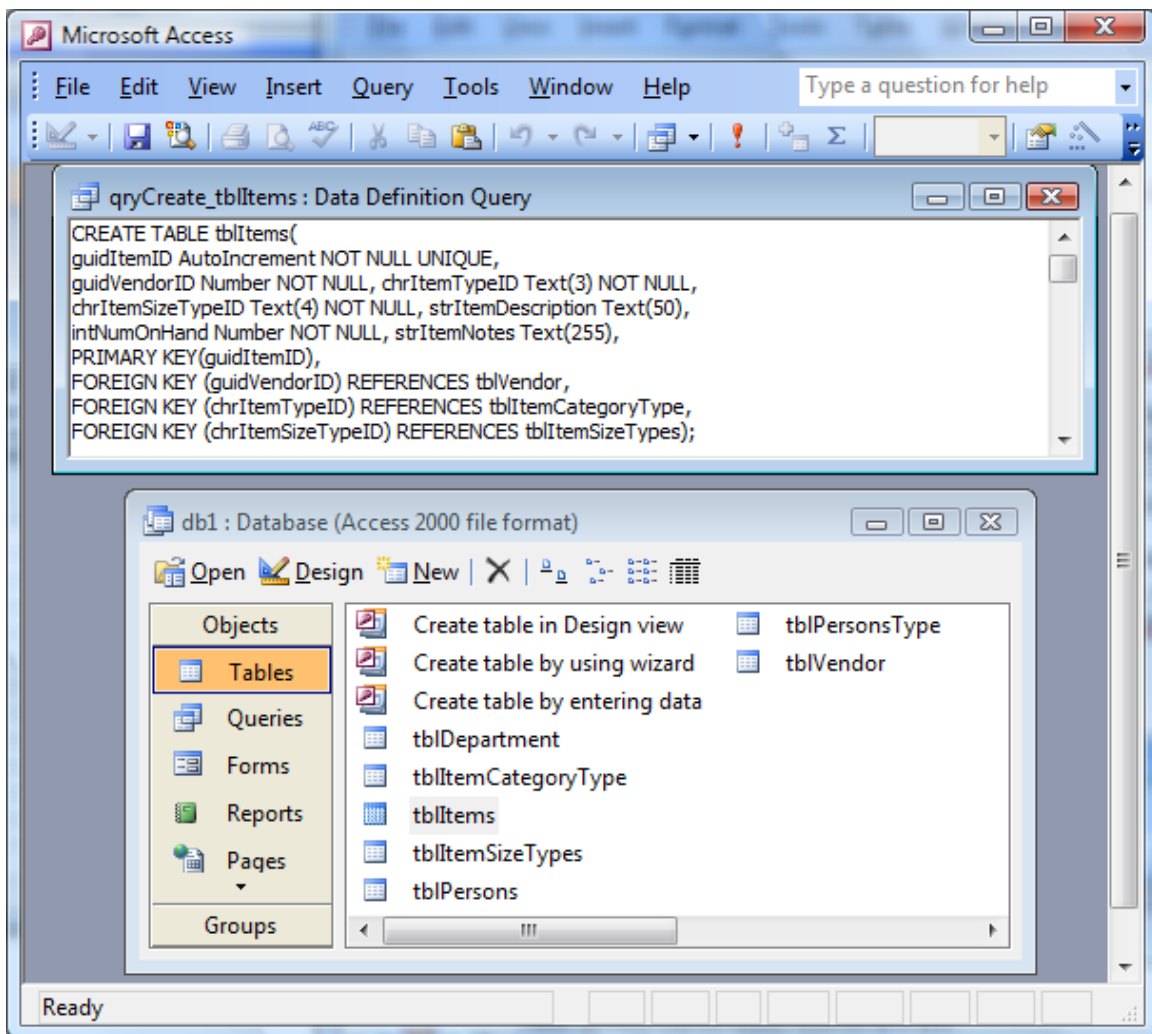 Microsoft Access
File Edit View Insert Query Tools Window Help Type a question for help
ABC
qryCreate_tblItems : Data Definition Query
CREATE TABLE tblItems(
guidItemID AutoIncrement NOT NULL UNIQUE,
guidVendorID Number NOT NULL, chrItemTypeID Text(3) NOT NULL,
chrItemSizeTypeID Text(4) NOT NULL, strItemDescription Text(50),
intNumOnHand Number NOT NULL, strItemNotes Text(255),
PRIMARY KEY(guidItemID),
FOREIGN KEY (guidVendorID) REFERENCES tblVendor,
FOREIGN KEY (chrItemTypeID) REFERENCES tblItemCategoryType,
FOREIGN KEY (chrItemSizeTypeID) REFERENCES tblItemSizeTypes);
db1 : Database (Access 2000 file format)
Open Design New
Objects
Tables
Queries
Forms
Reports
Pages
Groups
Create table in Design view
Create table by using wizard
Create table by entering data
tblDepartment
tblItemCategoryType
tblItems
tblItemSizeTypes
tblPersons
tblPersonsType
tblVendor
Ready